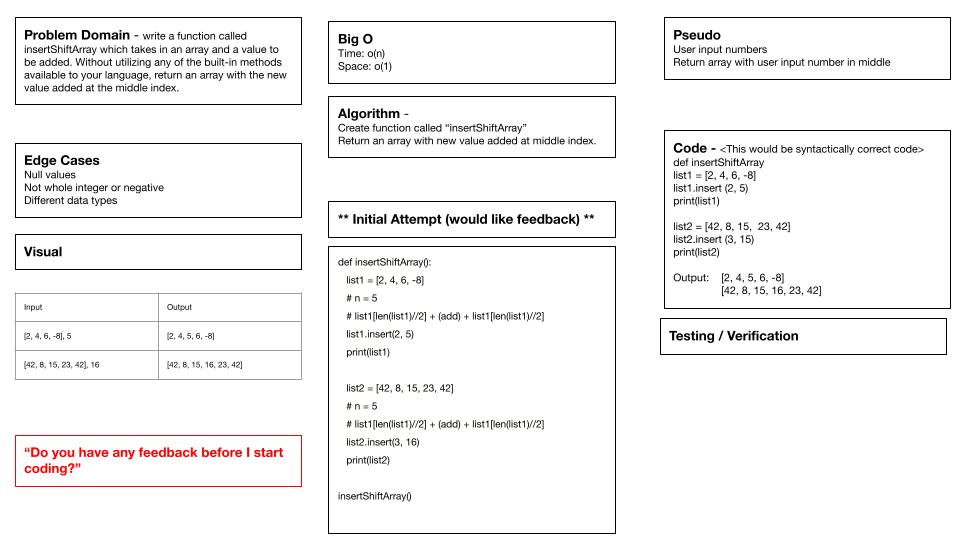 Problem Domain - write a function called
insertShiftArray which takes in an array and a value to
be added. Without utilizing any of the built-in methods
available to your language, return an array with the new
value added at the middle index.
Edge Cases
Null values
Not whole integer or negative
Different data types
Visual
Input Output
[2, 4, 6, -8], 5 [2, 4, 5, 6, -8]
[42, 8, 15, 23, 42], 16 [42, 8, 15, 16, 23, 42]
“Do you have any feedback before I start
coding?”
Big O
Time: o(n)
Space: o(1)
Algorithm -
Create function called “insertShiftArray”
Return an array with new value added at middle index.
** Initial Attempt (would like feedback) **
def insertShiftArray():
list1 = [2, 4, 6, -8]
# n = 5
# list1[len(list1)//2] + (add) + list1[len(list1)//2]
list1.insert(2, 5)
print(list1)
list2 = [42, 8, 15, 23, 42]
# n = 5
# list1[len(list1)//2] + (add) + list1[len(list1)//2]
list2.insert(3, 16)
print(list2)
insertShiftArray()
Pseudo
User input numbers
Return array with user input number in middle
Code - <This would be syntactically correct code>
def insertShiftArray
list1 = [2, 4, 6, -8]
list1.insert (2, 5)
print(list1)
list2 = [42, 8, 15, 23, 42]
list2.insert (3, 15)
print(list2)
Output: [2, 4, 5, 6, -8]
[42, 8, 15, 16, 23, 42]
Testing / Verification